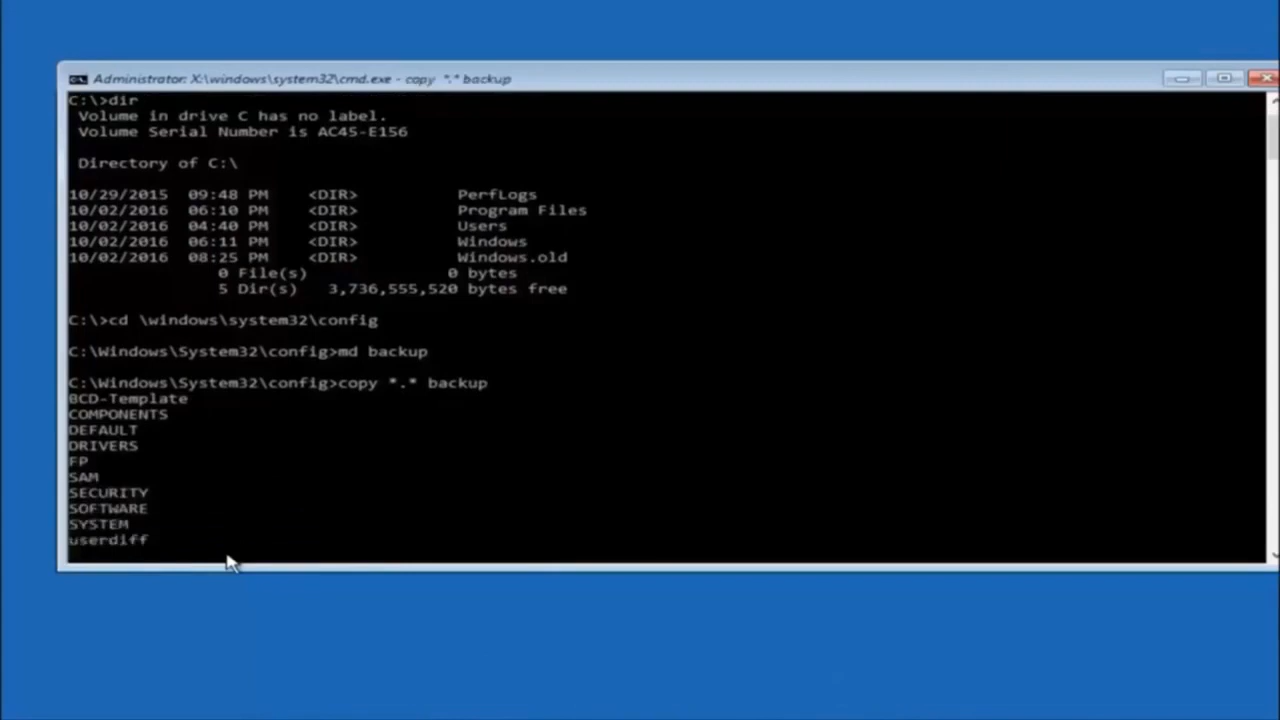 Administrator: X:\windows\system32\cmd.exe - copy *.* backup
C:\>dir
Volume in drive C has no label.
Volume Serial Number is AC45-E156
Directory of C:\
10/29/2015 09:48 PM <DIR> PerfLogs
10/02/2016 06:10 PM <DIR> Program Files
10/02/2016 04:40 PM <DIR> Users
10/02/2016 06:11 PM <DIR> Windows
10/02/2016 08:25 PM <DIR> Windows.old
0 File(s) 0 bytes
5 Dir(s) 3,736,555,520 bytes free
C:\>cd \windows\system32\config
C:\Windows\System32\config>md backup
C:\Windows\System32\config>copy *.* backup
BCD-Template
COMPONENTS
DEFAULT
DRIVERS
FP
SAM
SECURITY
SOFTWARE
SYSTEM
userdiff